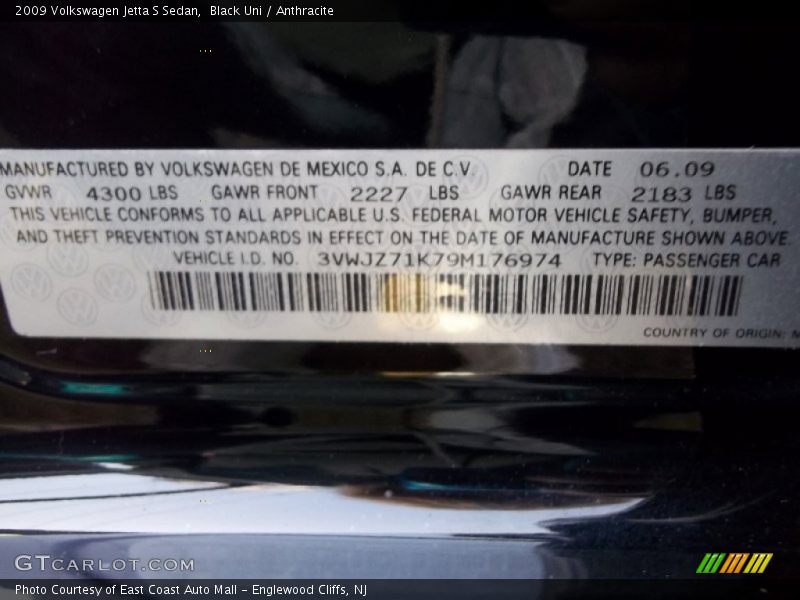 2009 Volkswagen Jetta S Sedan,  Black Uni / Anthracite
MANUFACTURED BY VOLKSWAGEN DE MEXICO S.A. DE C.V. DATE 06.09
GVWR 4300 LBS GAWR FRONT 2227 LBS GAWR REAR 2183 LBS
THIS VEHICLE CONFORMS TO ALL APPLICABLE U.S. FEDERAL MOTOR VEHICLE SAFETY, BUMPER,
AND THEFT PREVENTION STANDARDS IN EFFECT ON THE DATE OF MANUFACTURE SHOWN ABOVE.
VEHICLE I.D. NO. 3VWJZ71K79M176974 TYPE: PASSENGER CAR
COUNTRY OF ORIGIN:
GTCARLOT.COM
Photo Courtesy of East Coast Auto Mall - Englewood Cliffs, NJ